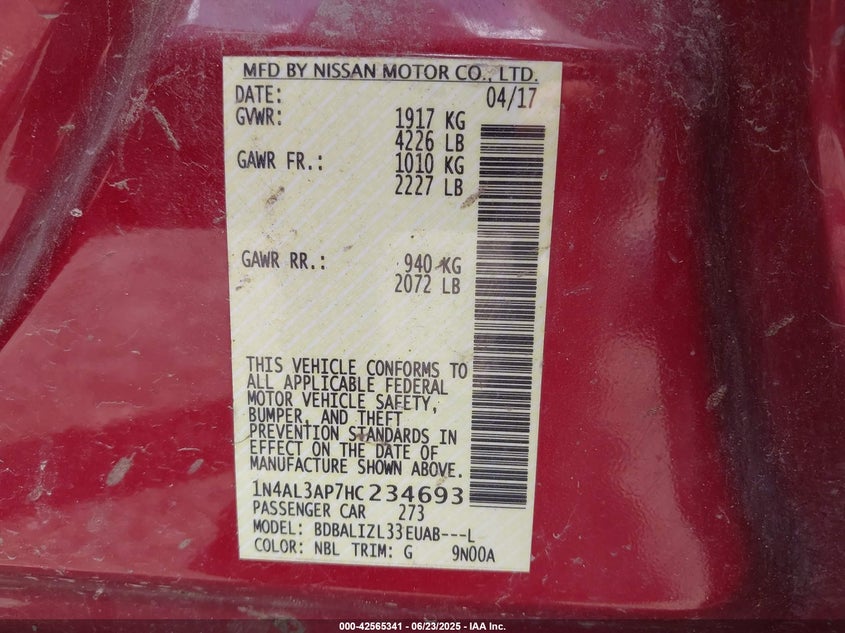 MFD BY NISSAN MOTOR CO., LTD.
DATE: 04/17
GVWR: 1917 KG
4226 LB
GAWR FR.: 1010 KG
2227 LB
GAWR RR.: 940 KG
2072 LB
THIS VEHICLE CONFORMS TO
ALL APPLICABLE FEDERAL
MOTOR VEHICLE SAFETY,
BUMPER, AND THEFT
PREVENTION STANDARDS IN
EFFECT ON THE DATE OF
MANUFACTURE SHOWN ABOVE.
1N4AL3AP7HC234693
PASSENGER CAR 273
MODEL: BDBALIZL33EUAB---L
COLOR: NBL TRIM: G 9N00A
000-42565341 - 06/23/2025 - IAA Inc.